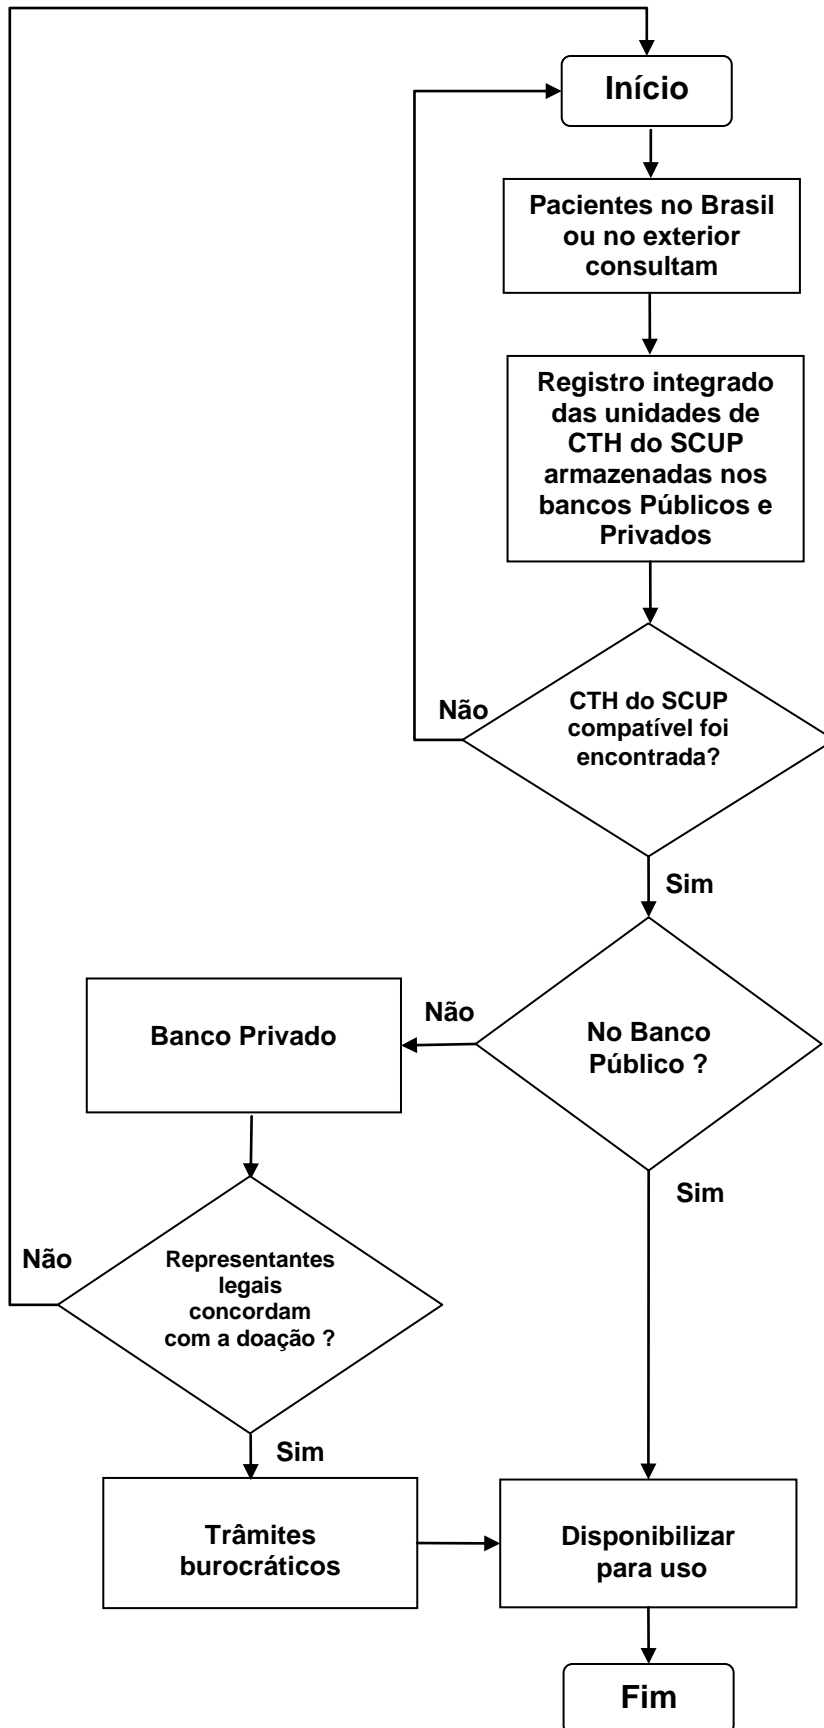 Início
Pacientes no Brasil
ou no exterior
consultam
Registro integrado
das unidades de
CTH do SCUP
armazenadas nos
bancos Públicos e
Privados
Não
CTH do SCUP
compatível foi
encontrada?
Sim
Banco Privado
Não
No Banco
Público ?
Sim
Não
Representantes
legais
concordam
com a doação ?
Sim
Trâmites
burocráticos
Disponibilizar
para uso
Fim